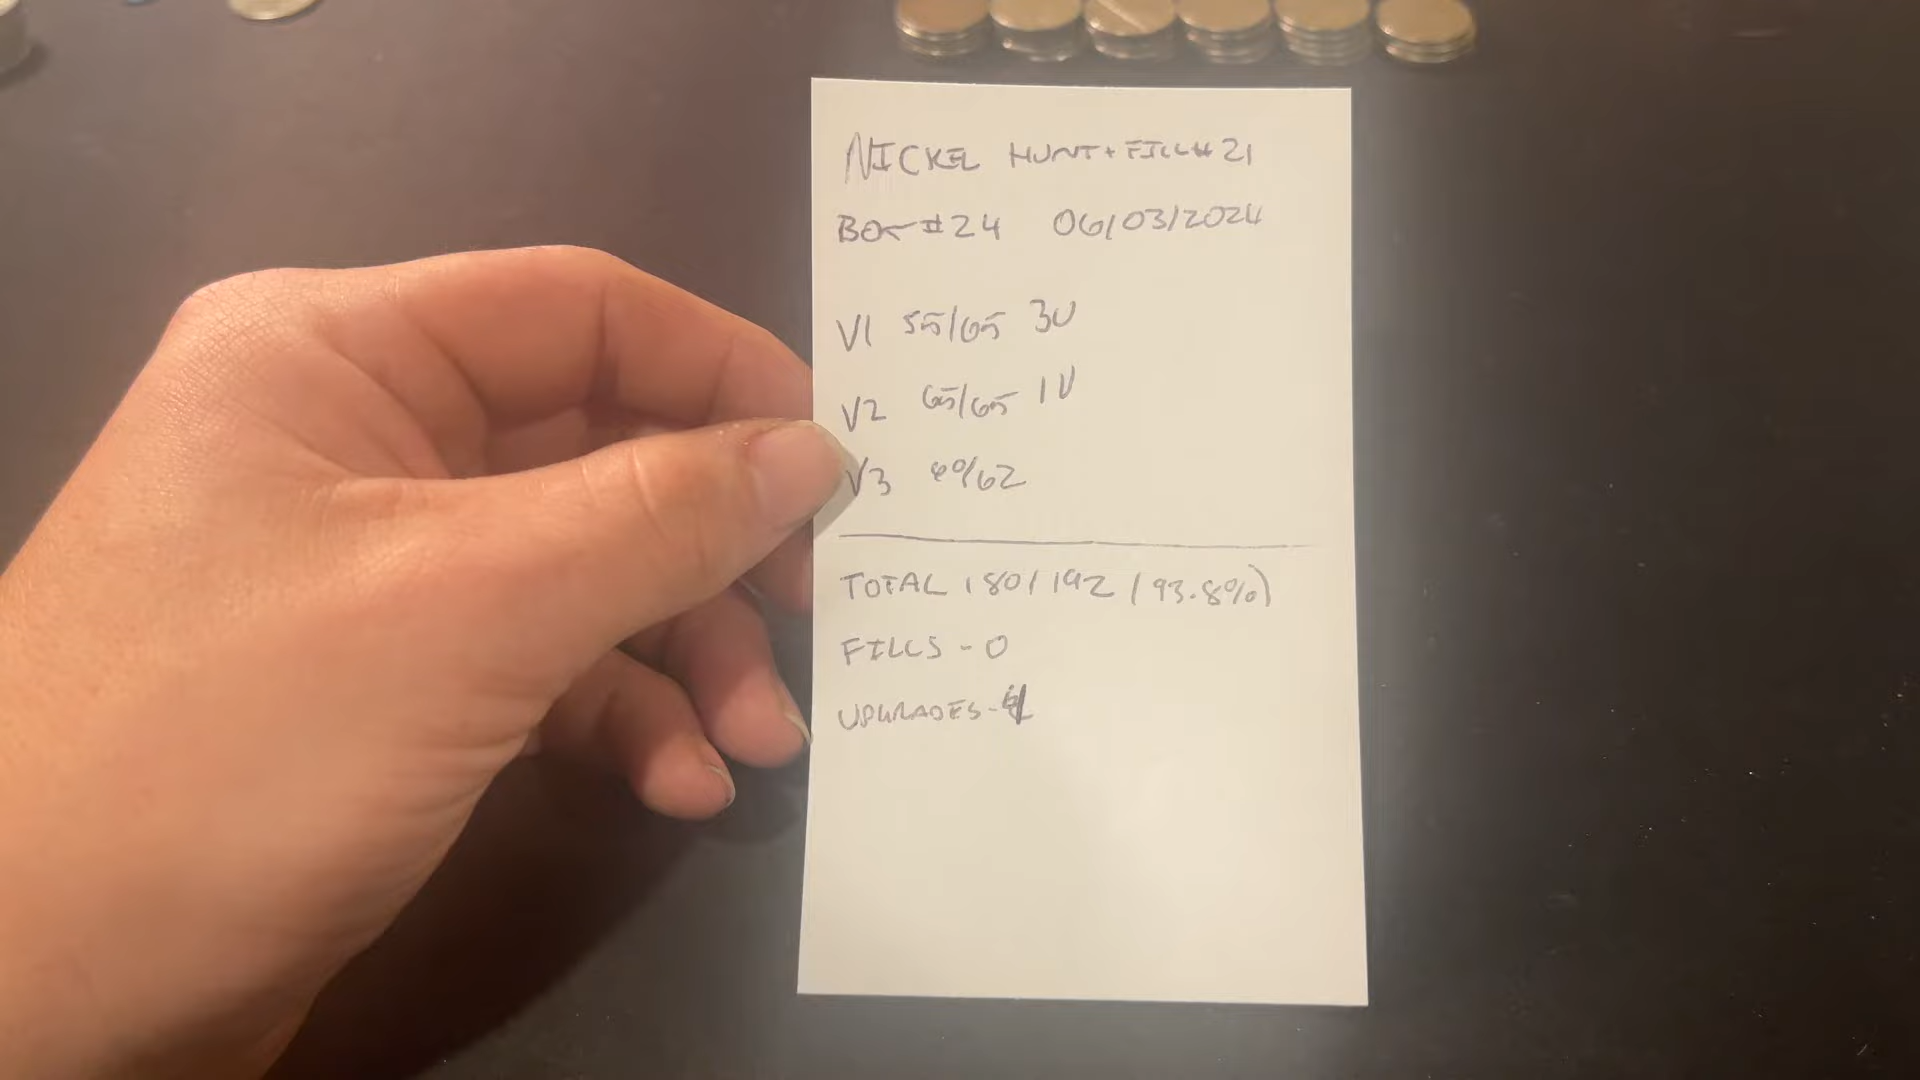 NICKEL HUNT+FILL# 21
BOX #24 06/03/2024
V1 55/65 3U
V2 65/65 1U
V3 60/62
TOTAL 180/192 (93.8%)
FILLS - 0
UPGRADES - 4